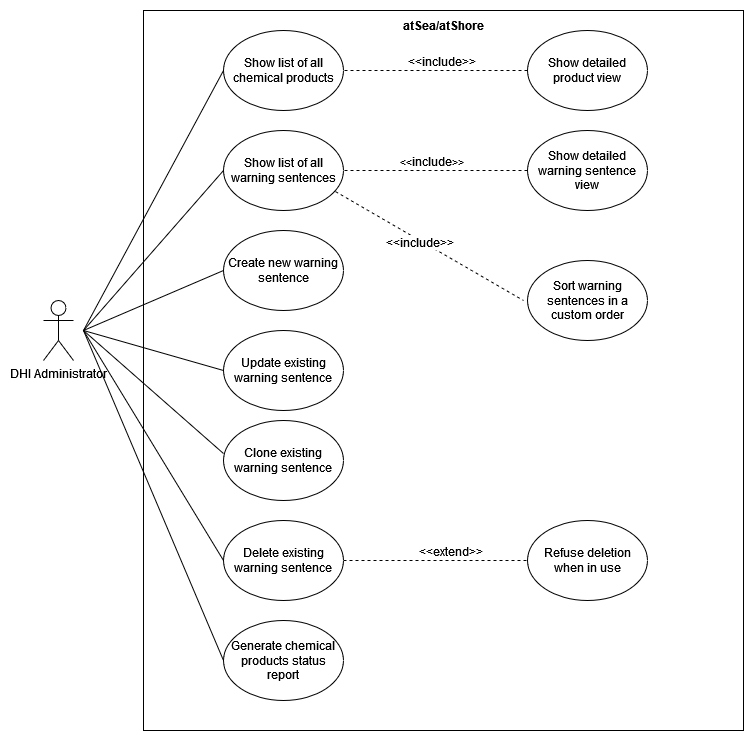 atSea/atShore
Show list of all
chemical products
<<include>>
Show detailed
product view
Show list of all
warning sentences
<<include>>
Show detailed
warning sentence
view
<<include>>
Create new warning
sentence
Sort warning
sentences in a
custom order
DHI Administrator
Update existing
warning sentence
Clone existing
warning sentence
Delete existing
warning sentence
<<extend>>
Refuse deletion
when in use
Generate chemical
products status
report